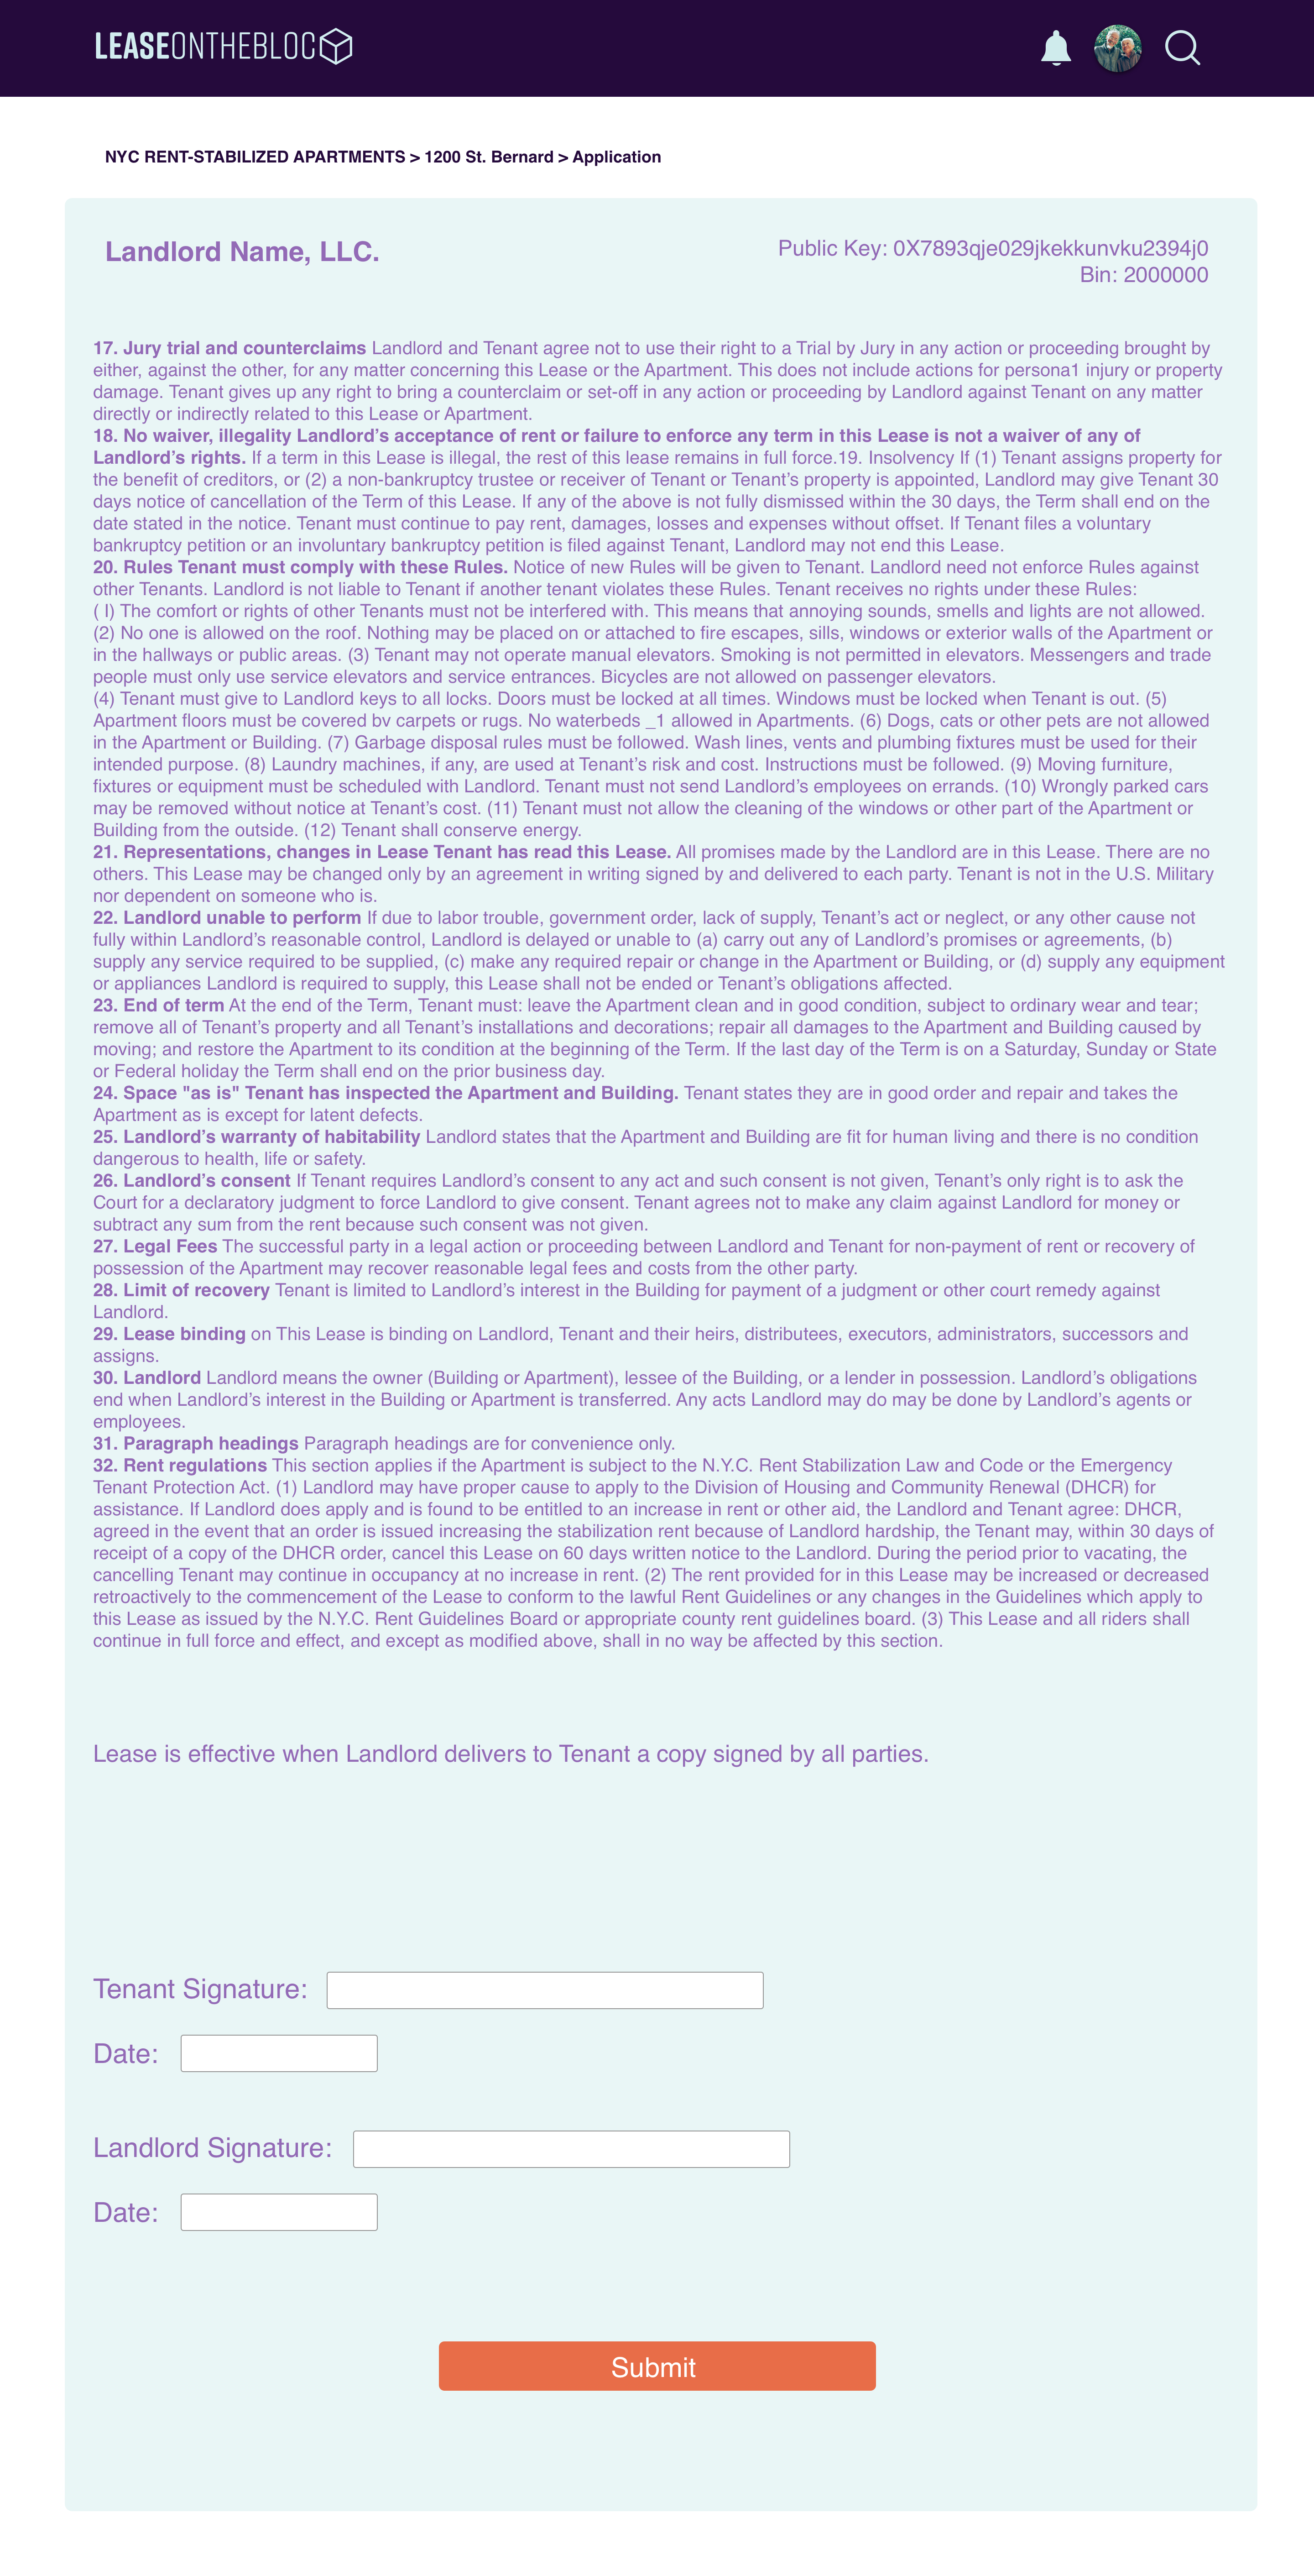 LEASEONTHEBLOC
NYC RENT-STABILIZED APARTMENTS > 1200 St. Bernard > Application
Landlord Name, LLC.
Public Key: 0X7893qje029jkekkunvku2394j0
Bin: 2000000
17. Jury trial and counterclaims Landlord and Tenant agree not to use their right to a Trial by Jury in any action or proceeding brought by
either, against the other, for any matter concerning this Lease or the Apartment. This does not include actions for persona1 injury or property
damage. Tenant gives up any right to bring a counterclaim or set-off in any action or proceeding by Landlord against Tenant on any matter
directly or indirectly related to this Lease or Apartment.
18. No waiver, illegality Landlord’s acceptance of rent or failure to enforce any term in this Lease is not a waiver of any of
Landlord’s rights. If a term in this Lease is illegal, the rest of this lease remains in full force.19. Insolvency If (1) Tenant assigns property for
the benefit of creditors, or (2) a non-bankruptcy trustee or receiver of Tenant or Tenant’s property is appointed, Landlord may give Tenant 30
days notice of cancellation of the Term of this Lease. If any of the above is not fully dismissed within the 30 days, the Term shall end on the
date stated in the notice. Tenant must continue to pay rent, damages, losses and expenses without offset. If Tenant files a voluntary
bankruptcy petition or an involuntary bankruptcy petition is filed against Tenant, Landlord may not end this Lease.
20. Rules Tenant must comply with these Rules. Notice of new Rules will be given to Tenant. Landlord need not enforce Rules against
other Tenants. Landlord is not liable to Tenant if another tenant violates these Rules. Tenant receives no rights under these Rules:
( I) The comfort or rights of other Tenants must not be interfered with. This means that annoying sounds, smells and lights are not allowed.
(2) No one is allowed on the roof. Nothing may be placed on or attached to fire escapes, sills, windows or exterior walls of the Apartment or
in the hallways or public areas. (3) Tenant may not operate manual elevators. Smoking is not permitted in elevators. Messengers and trade
people must only use service elevators and service entrances. Bicycles are not allowed on passenger elevators.
(4) Tenant must give to Landlord keys to all locks. Doors must be locked at all times. Windows must be locked when Tenant is out. (5)
Apartment floors must be covered bv carpets or rugs. No waterbeds _1 allowed in Apartments. (6) Dogs, cats or other pets are not allowed
in the Apartment or Building. (7) Garbage disposal rules must be followed. Wash lines, vents and plumbing fixtures must be used for their
intended purpose. (8) Laundry machines, if any, are used at Tenant’s risk and cost. Instructions must be followed. (9) Moving furniture,
fixtures or equipment must be scheduled with Landlord. Tenant must not send Landlord’s employees on errands. (10) Wrongly parked cars
may be removed without notice at Tenant’s cost. (11) Tenant must not allow the cleaning of the windows or other part of the Apartment or
Building from the outside. (12) Tenant shall conserve energy.
21. Representations, changes in Lease Tenant has read this Lease. All promises made by the Landlord are in this Lease. There are no
others. This Lease may be changed only by an agreement in writing signed by and delivered to each party. Tenant is not in the U.S. Military
nor dependent on someone who is.
22. Landlord unable to perform If due to labor trouble, government order, lack of supply, Tenant’s act or neglect, or any other cause not
fully within Landlord’s reasonable control, Landlord is delayed or unable to (a) carry out any of Landlord’s promises or agreements, (b)
supply any service required to be supplied, (c) make any required repair or change in the Apartment or Building, or (d) supply any equipment
or appliances Landlord is required to supply, this Lease shall not be ended or Tenant’s obligations affected.
23. End of term At the end of the Term, Tenant must: leave the Apartment clean and in good condition, subject to ordinary wear and tear;
remove all of Tenant’s property and all Tenant’s installations and decorations; repair all damages to the Apartment and Building caused by
moving; and restore the Apartment to its condition at the beginning of the Term. If the last day of the Term is on a Saturday, Sunday or State
or Federal holiday the Term shall end on the prior business day.
24. Space "as is" Tenant has inspected the Apartment and Building. Tenant states they are in good order and repair and takes the
Apartment as is except for latent defects.
25. Landlord’s warranty of habitability Landlord states that the Apartment and Building are fit for human living and there is no condition
dangerous to health, life or safety.
26. Landlord’s consent If Tenant requires Landlord’s consent to any act and such consent is not given, Tenant’s only right is to ask the
Court for a declaratory judgment to force Landlord to give consent. Tenant agrees not to make any claim against Landlord for money or
subtract any sum from the rent because such consent was not given.
27. Legal Fees The successful party in a legal action or proceeding between Landlord and Tenant for non-payment of rent or recovery of
possession of the Apartment may recover reasonable legal fees and costs from the other party.
28. Limit of recovery Tenant is limited to Landlord’s interest in the Building for payment of a judgment or other court remedy against
Landlord.
29. Lease binding on This Lease is binding on Landlord, Tenant and their heirs, distributees, executors, administrators, successors and
assigns.
30. Landlord Landlord means the owner (Building or Apartment), lessee of the Building, or a lender in possession. Landlord’s obligations
end when Landlord’s interest in the Building or Apartment is transferred. Any acts Landlord may do may be done by Landlord’s agents or
employees.
31. Paragraph headings Paragraph headings are for convenience only.
32. Rent regulations This section applies if the Apartment is subject to the N.Y.C. Rent Stabilization Law and Code or the Emergency
Tenant Protection Act. (1) Landlord may have proper cause to apply to the Division of Housing and Community Renewal (DHCR) for
assistance. If Landlord does apply and is found to be entitled to an increase in rent or other aid, the Landlord and Tenant agree: DHCR,
agreed in the event that an order is issued increasing the stabilization rent because of Landlord hardship, the Tenant may, within 30 days of
receipt of a copy of the DHCR order, cancel this Lease on 60 days written notice to the Landlord. During the period prior to vacating, the
cancelling Tenant may continue in occupancy at no increase in rent. (2) The rent provided for in this Lease may be increased or decreased
retroactively to the commencement of the Lease to conform to the lawful Rent Guidelines or any changes in the Guidelines which apply to
this Lease as issued by the N.Y.C. Rent Guidelines Board or appropriate county rent guidelines board. (3) This Lease and all riders shall
continue in full force and effect, and except as modified above, shall in no way be affected by this section.
Lease is effective when Landlord delivers to Tenant a copy signed by all parties.
Tenant Signature:
Date:
Landlord Signature:
Date:
Submit